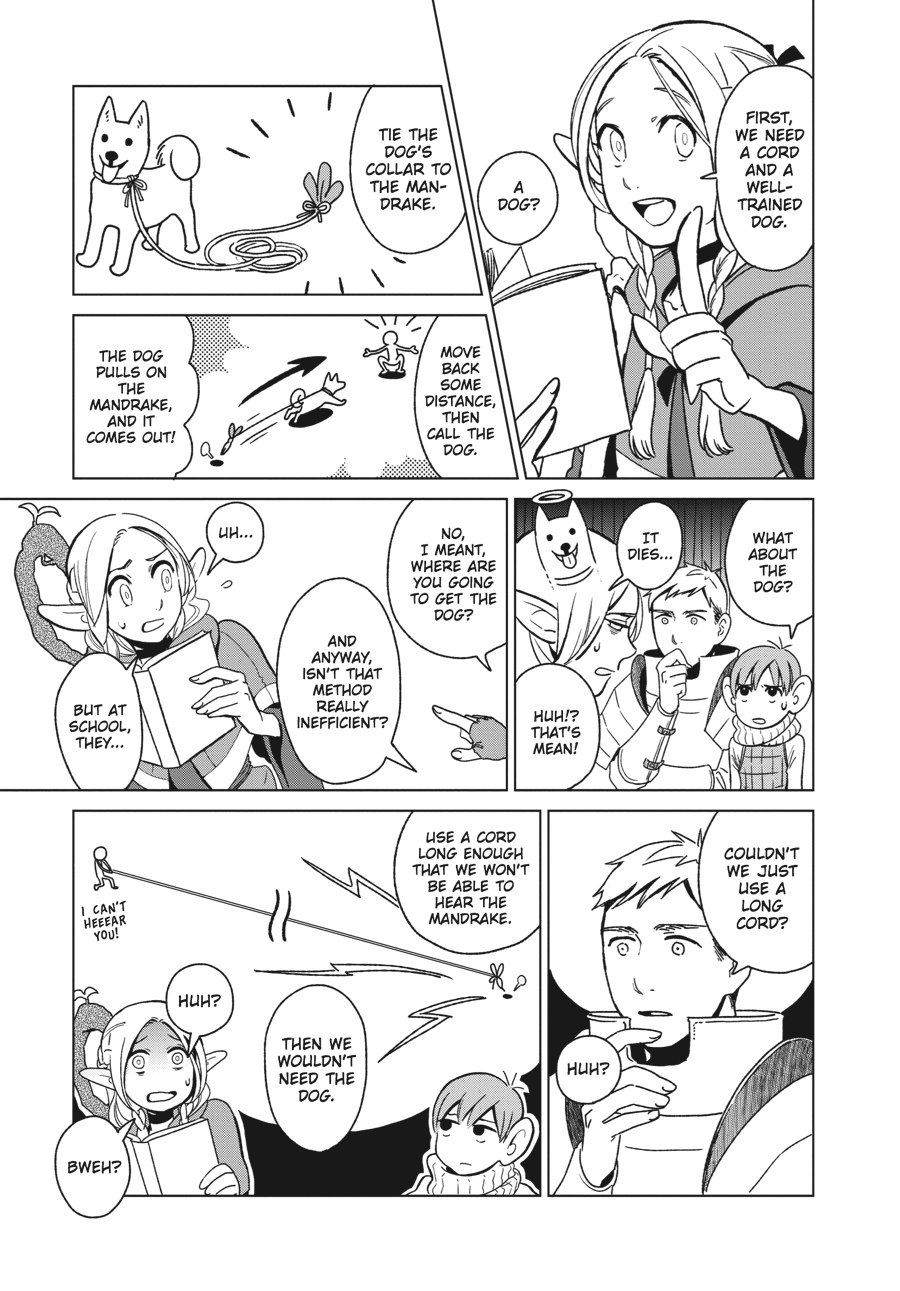 FIRST,
WE NEED
A CORD
AND A
WELL-
TRAINED
DOG.
A
DOG?
TIE THE
DOG'S
COLLAR TO
THE MAN-
DRAKE.
MOVE
BACK
SOME
DISTANCE,
THEN
CALL THE
DOG.
THE DOG
PULLS ON
THE
MANDRAKE,
AND IT
COMES OUT!
WHAT
ABOUT
THE
DOG?
IT
DIES...
HUH!?
THAT'S
MEAN!
NO,
I MEANT,
WHERE ARE
YOU GOING
TO GET THE
DOG?
UH...
AND
ANYWAY,
ISN'T THAT
METHOD
REALLY
INEFFICIENT?
BUT AT
SCHOOL,
THEY...
COULDN'T
WE JUST
USE A
LONG
CORD?
HUH?
USE A CORD
LONG ENOUGH
THAT WE WON'T
BE ABLE TO
HEAR THE
MANDRAKE.
I CAN'T
HEEEAR
YOU!
THEN WE
WOULDN'T
NEED THE
DOG.
HUH?
BWEH?